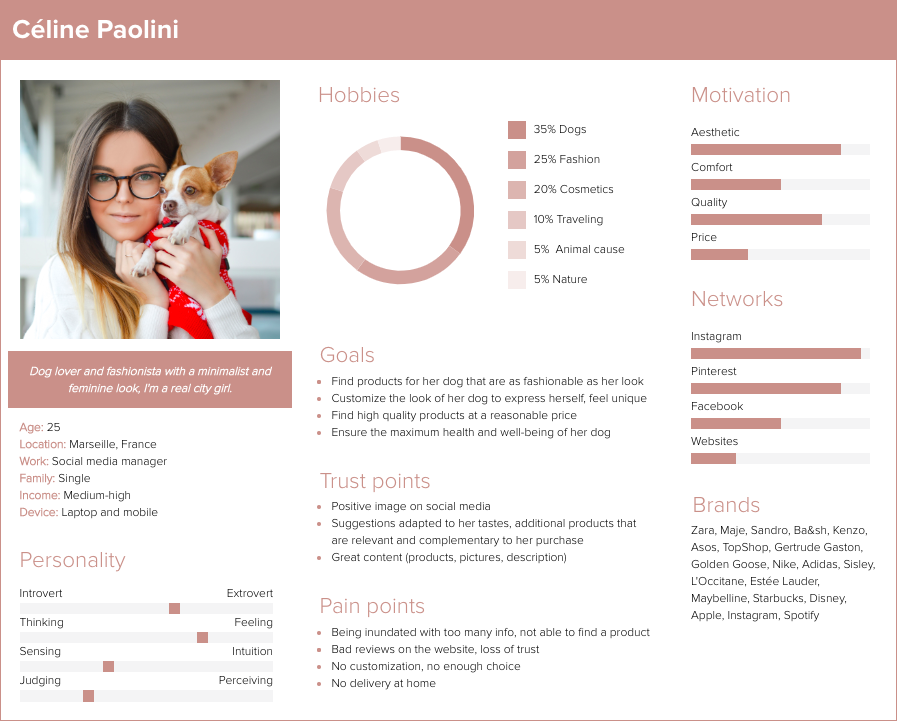 Céline Paolini
Dog lover and fashionista with a minimalist and
feminine look, I'm a real city girl.
Age: 25
Location: Marseille, France
Work: Social media manager
Family: Single
Income: Medium-high
Device: Laptop and mobile
Personality
Introvert Extrovert
Thinking Feeling
Sensing Intuition
Judging Perceiving
Hobbies
35% Dogs
25% Fashion
20% Cosmetics
10% Traveling
5% Animal cause
5% Nature
Goals
• Find products for her dog that are as fashionable as her look
• Customize the look of her dog to express herself, feel unique
• Find high quality products at a reasonable price
• Ensure the maximum health and well-being of her dog
Trust points
• Positive image on social media
• Suggestions adapted to her tastes, additional products that
are relevant and complementary to her purchase
• Great content (products, pictures, description)
Pain points
• Being inundated with too many info, not able to find a product
• Bad reviews on the website, loss of trust
• No customization, no enough choice
• No delivery at home
Motivation
Aesthetic
Comfort
Quality
Price
Networks
Instagram
Pinterest
Facebook
Websites
Brands
Zara, Maje, Sandro, Ba&sh, Kenzo,
Asos, TopShop, Gertrude Gaston,
Golden Goose, Nike, Adidas, Sisley,
L'Occitane, Estée Lauder,
Maybelline, Starbucks, Disney,
Apple, Instagram, Spotify